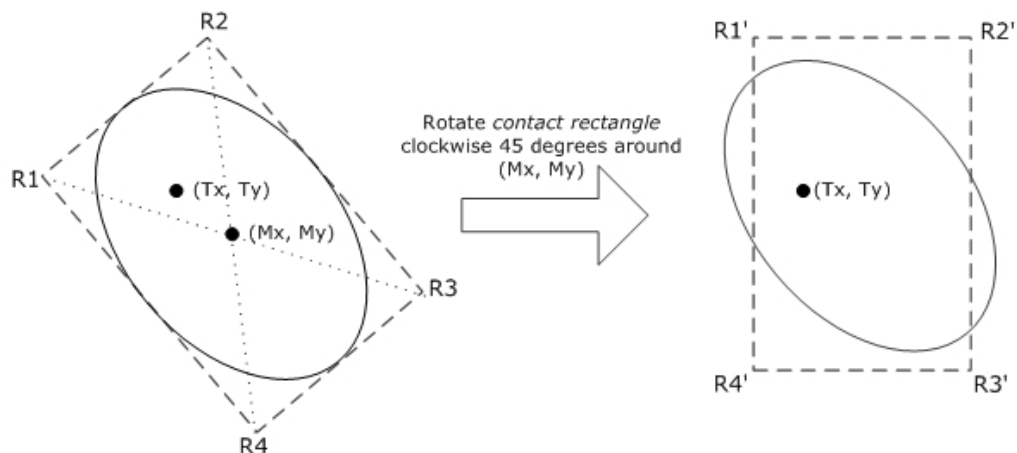 R2
R1
(Tx, Ty)
(Mx, My)
R3
R4
Rotate contact rectangle
clockwise 45 degrees around
(Mx, My)
R1'
R2'
(Tx, Ty)
R4'
R3'